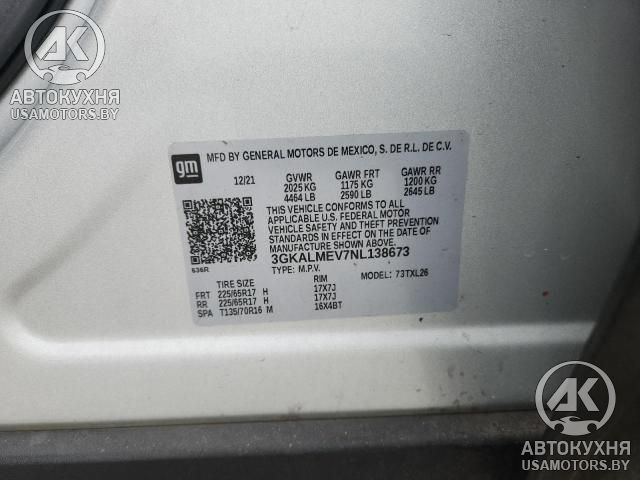 AK
АВТОКУХНЯ
USAMOTORS.BY
gm
MFD BY GENERAL MOTORS DE MEXICO, S. DE R.L. DE C.V.
12/21 GVWR GAWR FRT GAWR RR
2025 KG 1175 KG 1200 KG
4464 LB 2590 LB 2645 LB
THIS VEHICLE CONFORMS TO ALL
APPLICABLE U.S. FEDERAL MOTOR
VEHICLE SAFETY AND THEFT PREVENTION
STANDARDS IN EFFECT ON THE DATE OF
MANUFACTURE SHOWN ABOVE.
3GKALMEV7NL138673
636R
TYPE: M.P.V. MODEL: 73TXL26
TIRE SIZE RIM
FRT 225/65R17 H 17X7J
RR 225/65R17 H 17X7J
SPA T135/70R16 M 16X4BT
AK
АВТОКУХНЯ
USAMOTORS.BY